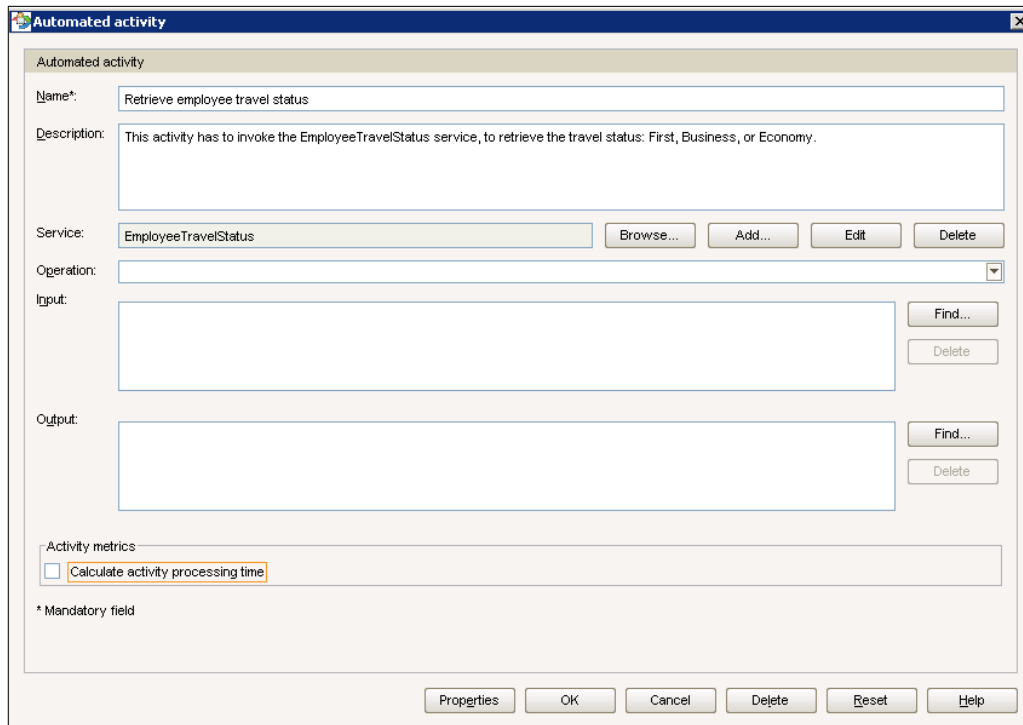 Automated activity
Automated activity
Name*: Retrieve employee travel status
Description: This activity has to invoke the EmployeeTravelStatus service, to retrieve the travel status: First, Business, or Economy.
Service: EmployeeTravelStatus Browse... Add... Edit Delete
Operation:
Input:
Find...
Delete
Output:
Find...
Delete
Activity metrics
Calculate activity processing time
* Mandatory field
Properties OK Cancel Delete Reset Help